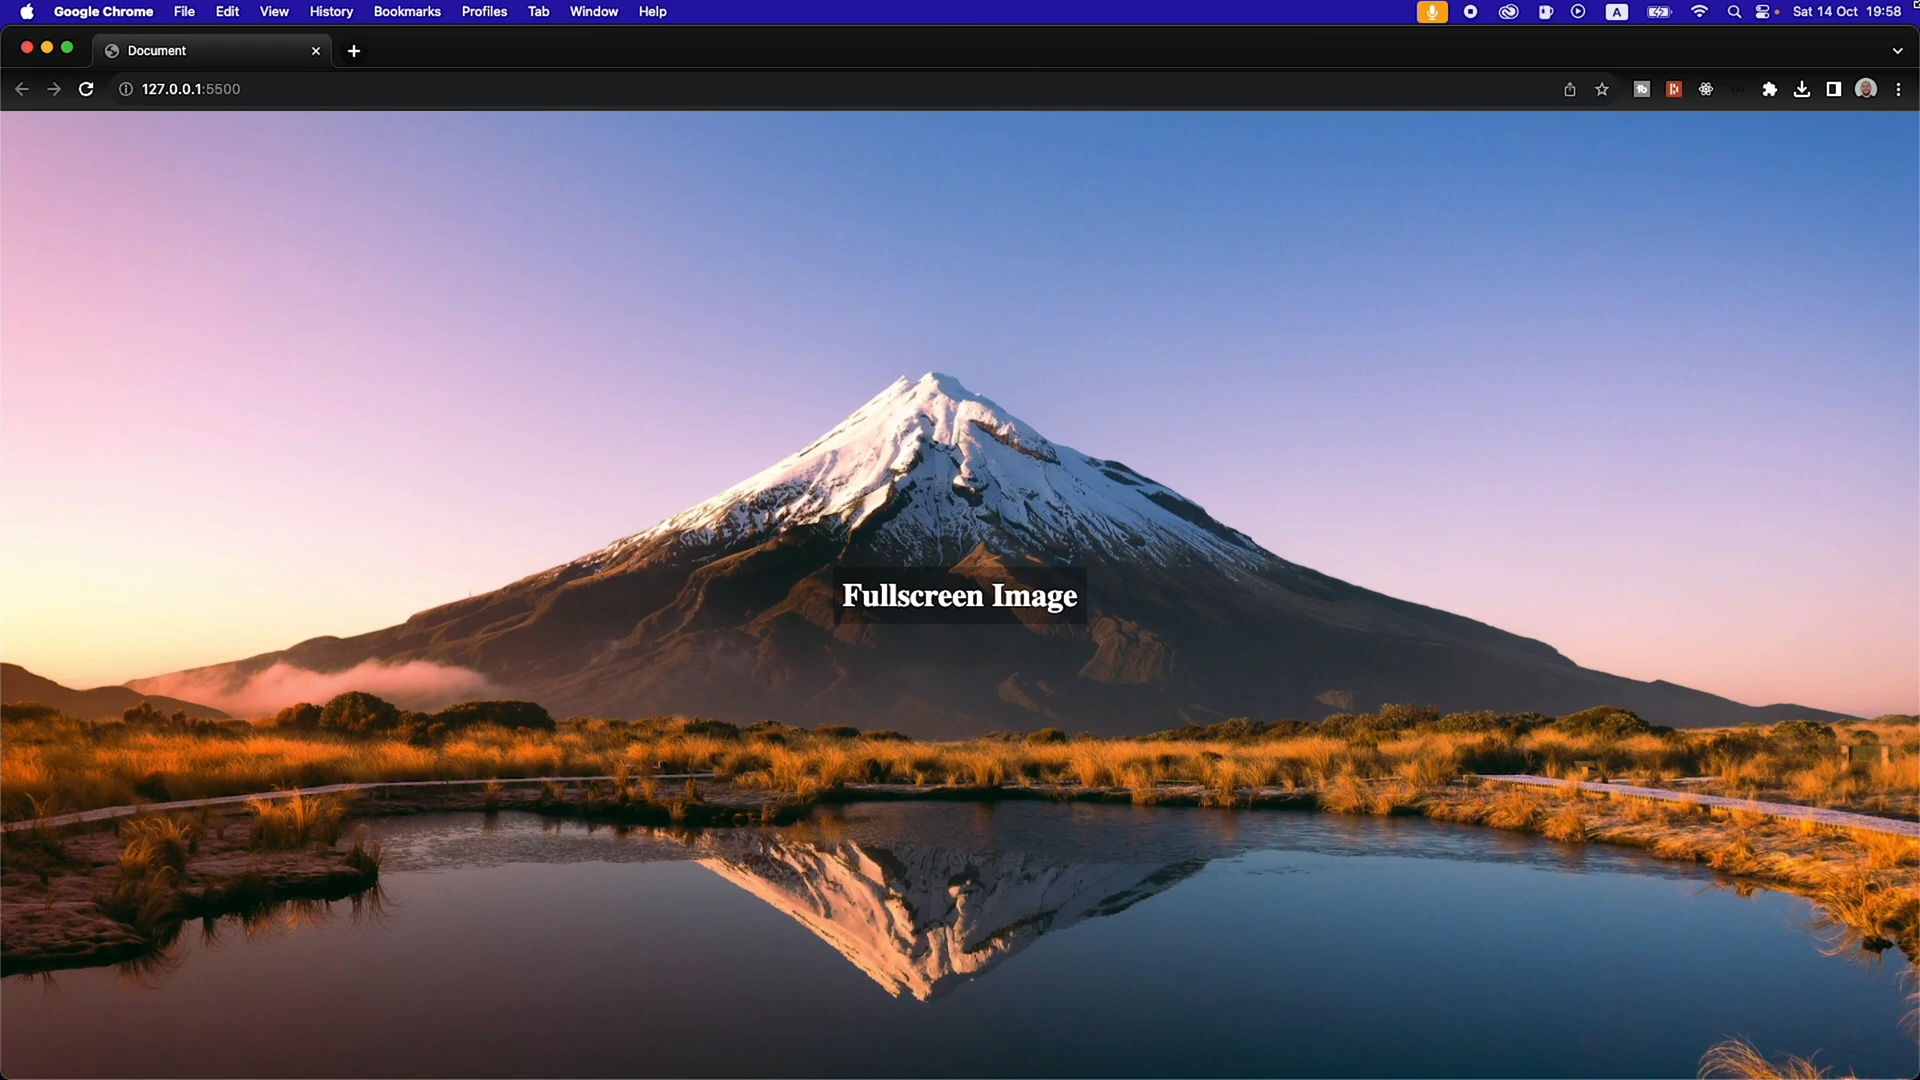 Google Chrome File Edit View History Bookmarks Profiles Tab Window Help A Sat 14 Oct 19:58
Document
127.0.0.1:5500
Fullscreen Image